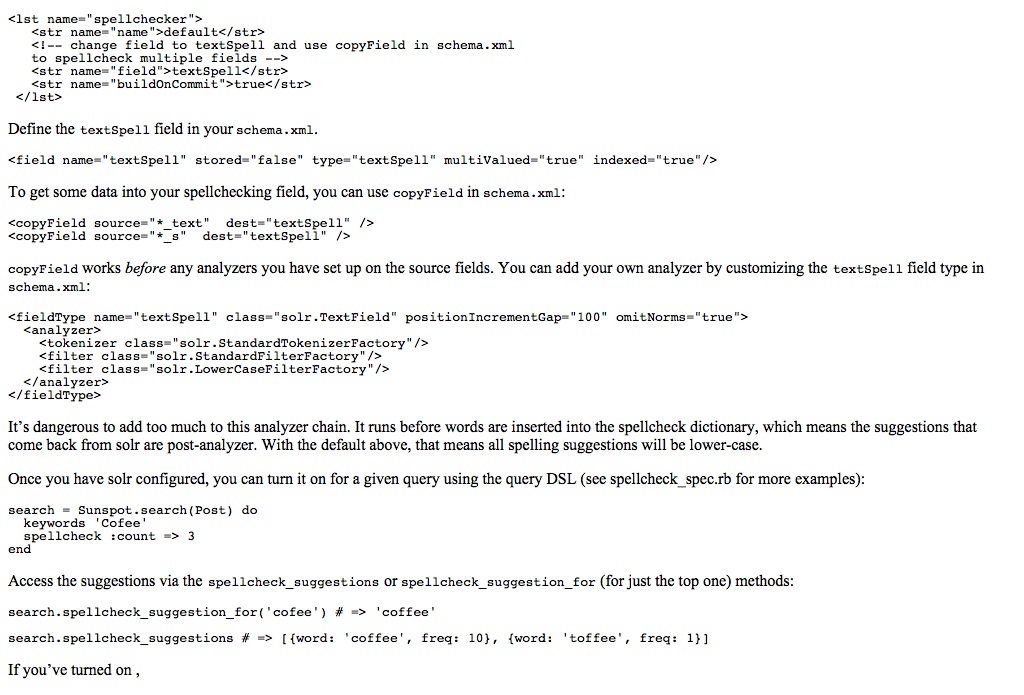 <lst name="spellchecker">
<str name="name">default</str>
<!-- change field to textSpell and use copyField in schema.xml
to spellcheck multiple fields -->
<str name="field">textSpell</str>
<str name="buildOnCommit">true</str>
</lst>
Define the textSpell field in your schema.xml.
<field name="textSpell" stored="false" type="textSpell" multiValued="true" indexed="true"/>
To get some data into your spellchecking field, you can use copyField in schema.xml:
<copyField source="*_text"  dest="textSpell" />
<copyField source="*_s"  dest="textSpell" />
copyField works before any analyzers you have set up on the source fields. You can add your own analyzer by customizing the textSpell field type in
schema.xml:
<fieldType name="textSpell" class="solr.TextField" positionIncrementGap="100" omitNorms="true">
<analyzer>
<tokenizer class="solr.StandardTokenizerFactory"/>
<filter class="solr.StandardFilterFactory"/>
<filter class="solr.LowerCaseFilterFactory"/>
</analyzer>
</fieldType>
It’s dangerous to add too much to this analyzer chain. It runs before words are inserted into the spellcheck dictionary, which means the suggestions that
come back from solr are post-analyzer. With the default above, that means all spelling suggestions will be lower-case.
Once you have solr configured, you can turn it on for a given query using the query DSL (see spellcheck_spec.rb for more examples):
search = Sunspot.search(Post) do
keywords 'Cofee'
spellcheck :count => 3
end
Access the suggestions via the spellcheck_suggestions or spellcheck_suggestion_for (for just the top one) methods:
search.spellcheck_suggestion_for('cofee') # => 'coffee'
search.spellcheck_suggestions # => [{word: 'coffee', freq: 10}, {word: 'toffee', freq: 1}]
If you’ve turned on ,